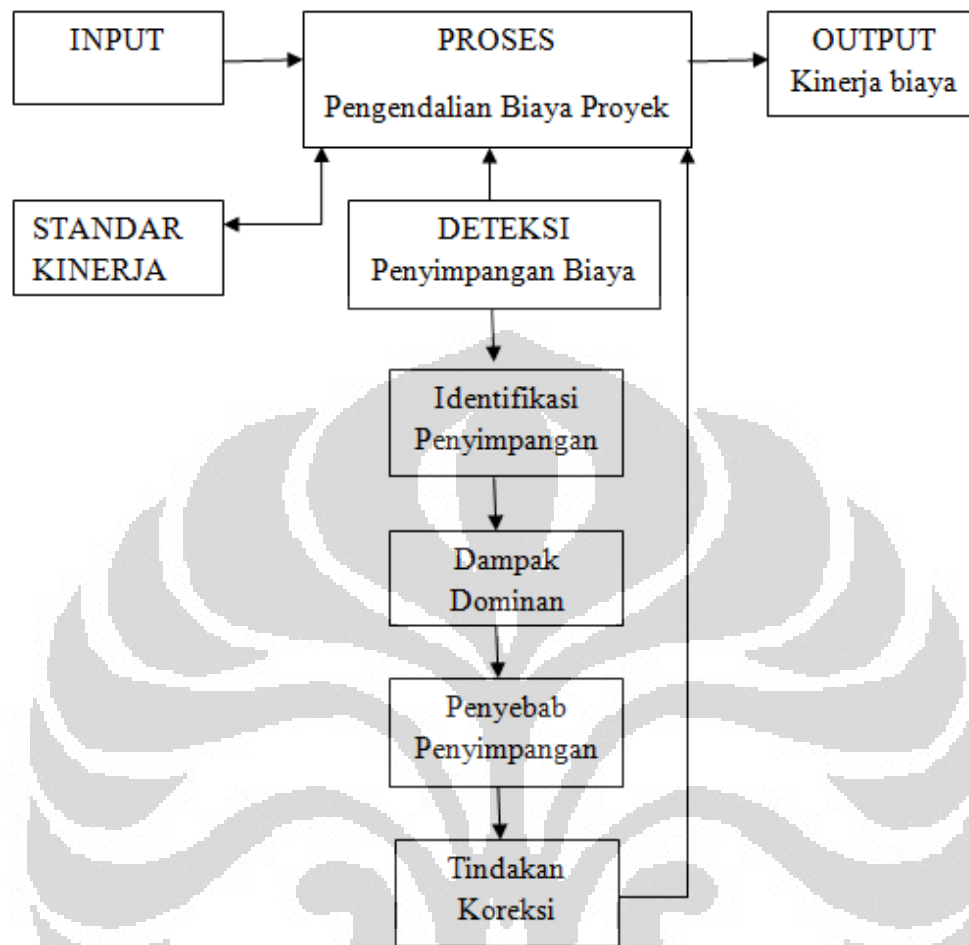 INPUT
PROSES
Pengendalian Biaya Proyek
OUTPUT
Kinerja biaya
STANDAR
KINERJA
DETEKSI
Penyimpangan Biaya
Identifikasi
Penyimpangan
Dampak
Dominan
Penyebab
Penyimpangan
Tindakan
Koreksi